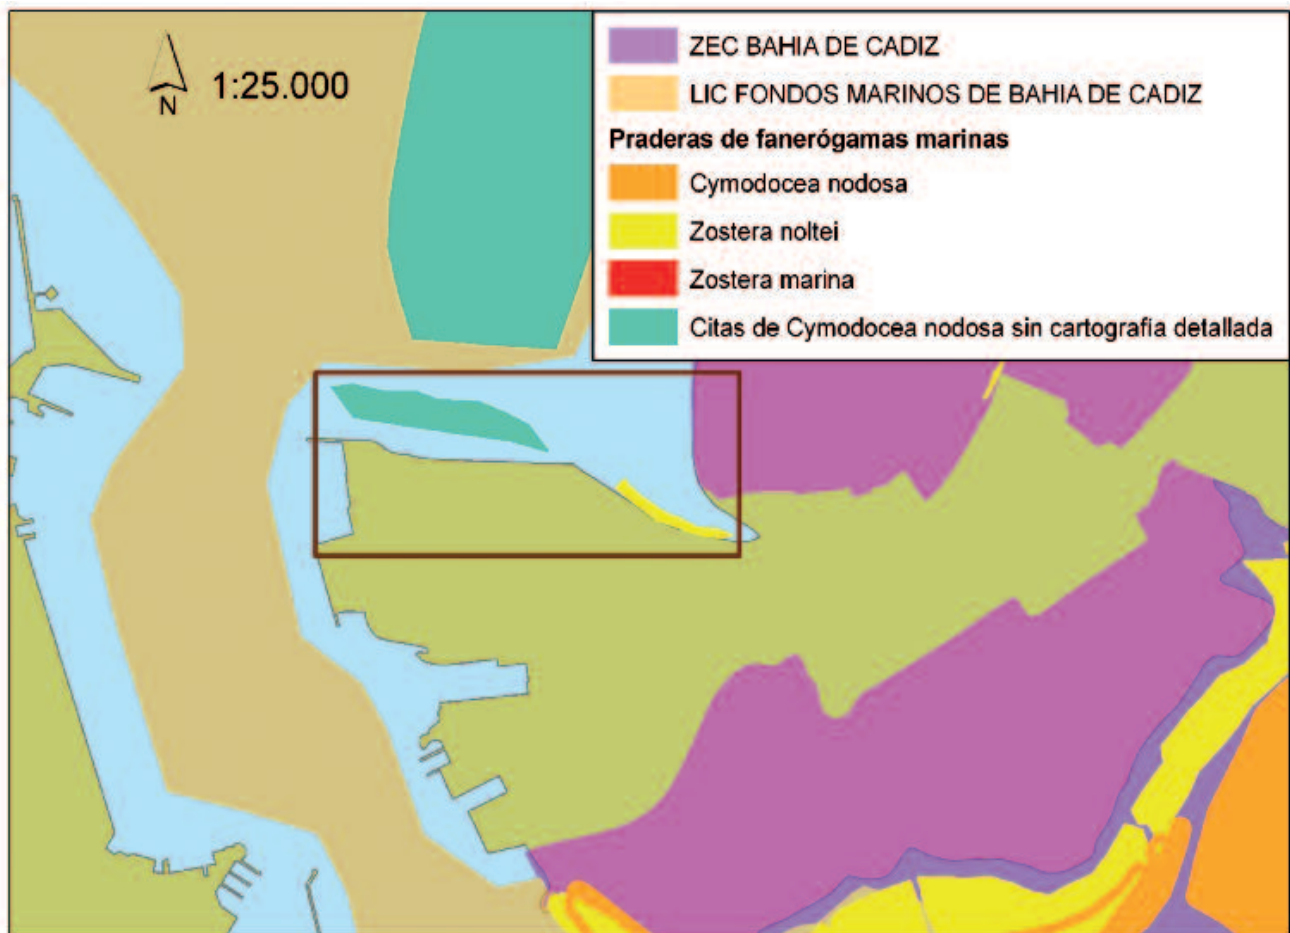 1:25.000
N
ZEC BAHIA DE CADIZ
LIC FONDOS MARINOS DE BAHIA DE CADIZ
Praderas de fanerógamas marinas
Cymodocea nodosa
Zostera noltei
Zostera marina
Citas de Cymodocea nodosa sin cartografia detallada